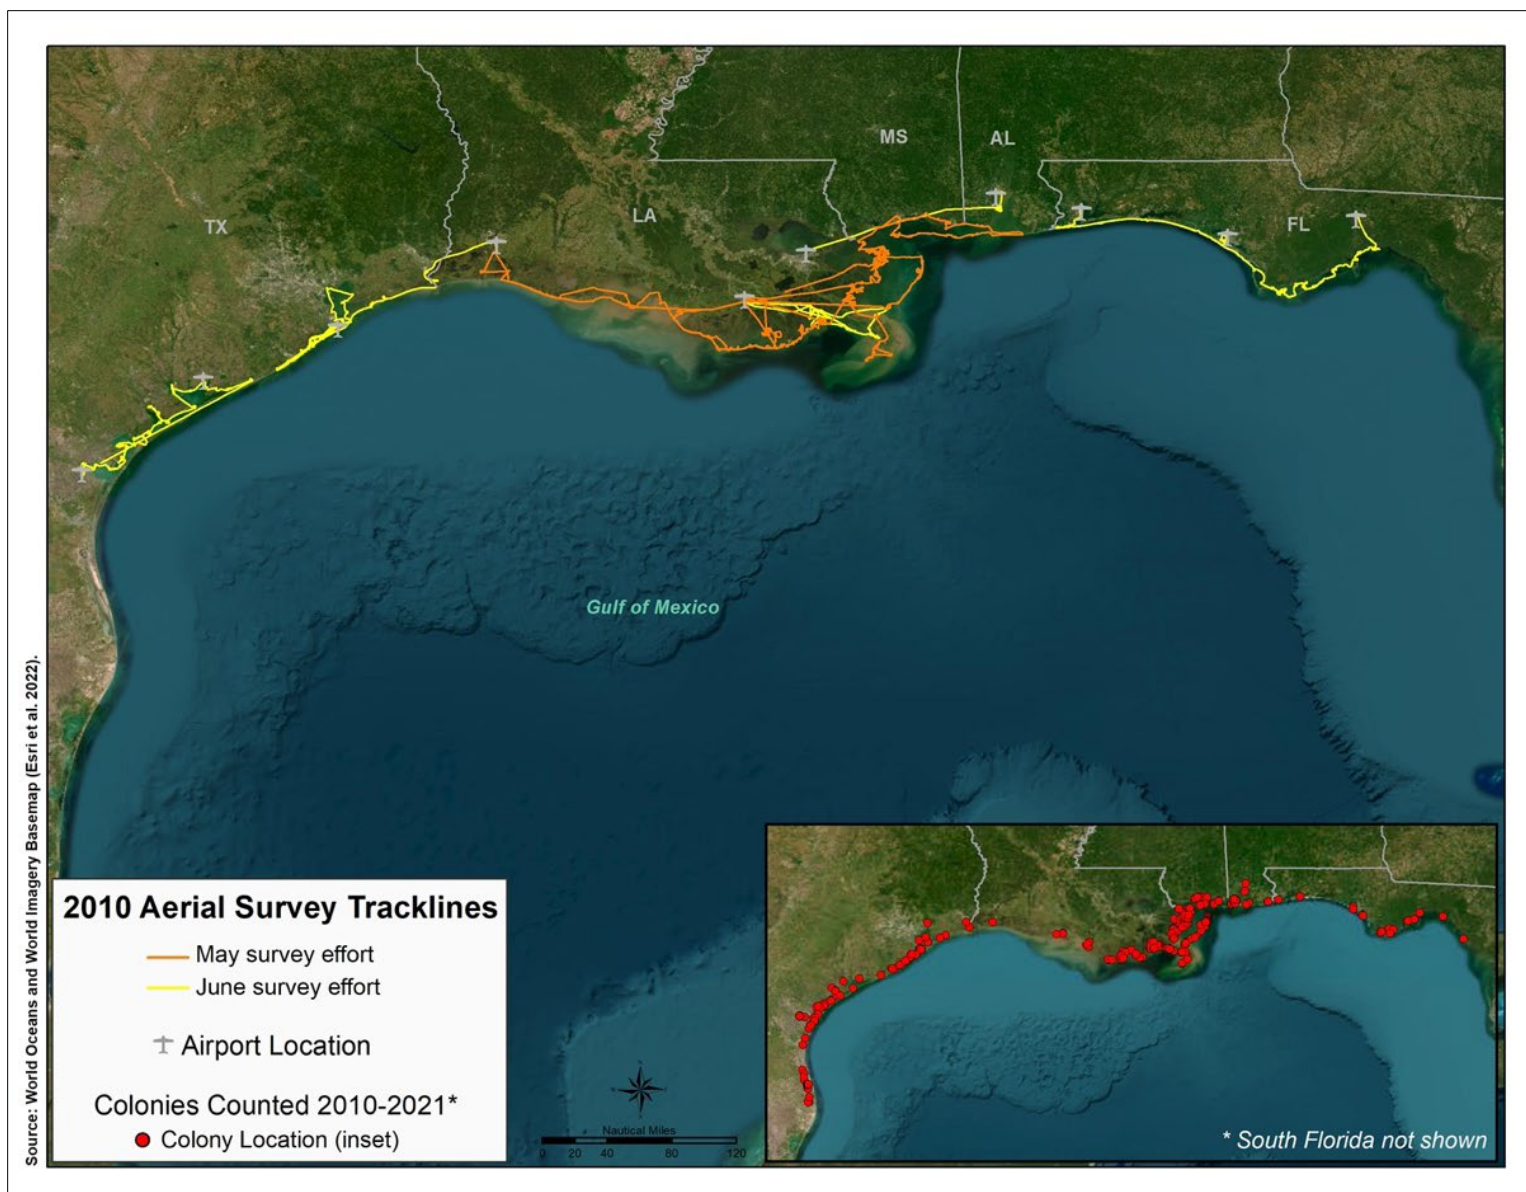 MS
AL
TX
LA
FL
Gulf of Mexico
Source: World Oceans and World Imagery Basemap (Esri et al. 2022).
2010 Aerial Survey Tracklines
May survey effort
June survey effort
Airport Location
Colonies Counted 2010-2021*
Colony Location (inset)
Nautical Miles
0 20 40 80 120
* South Florida not shown